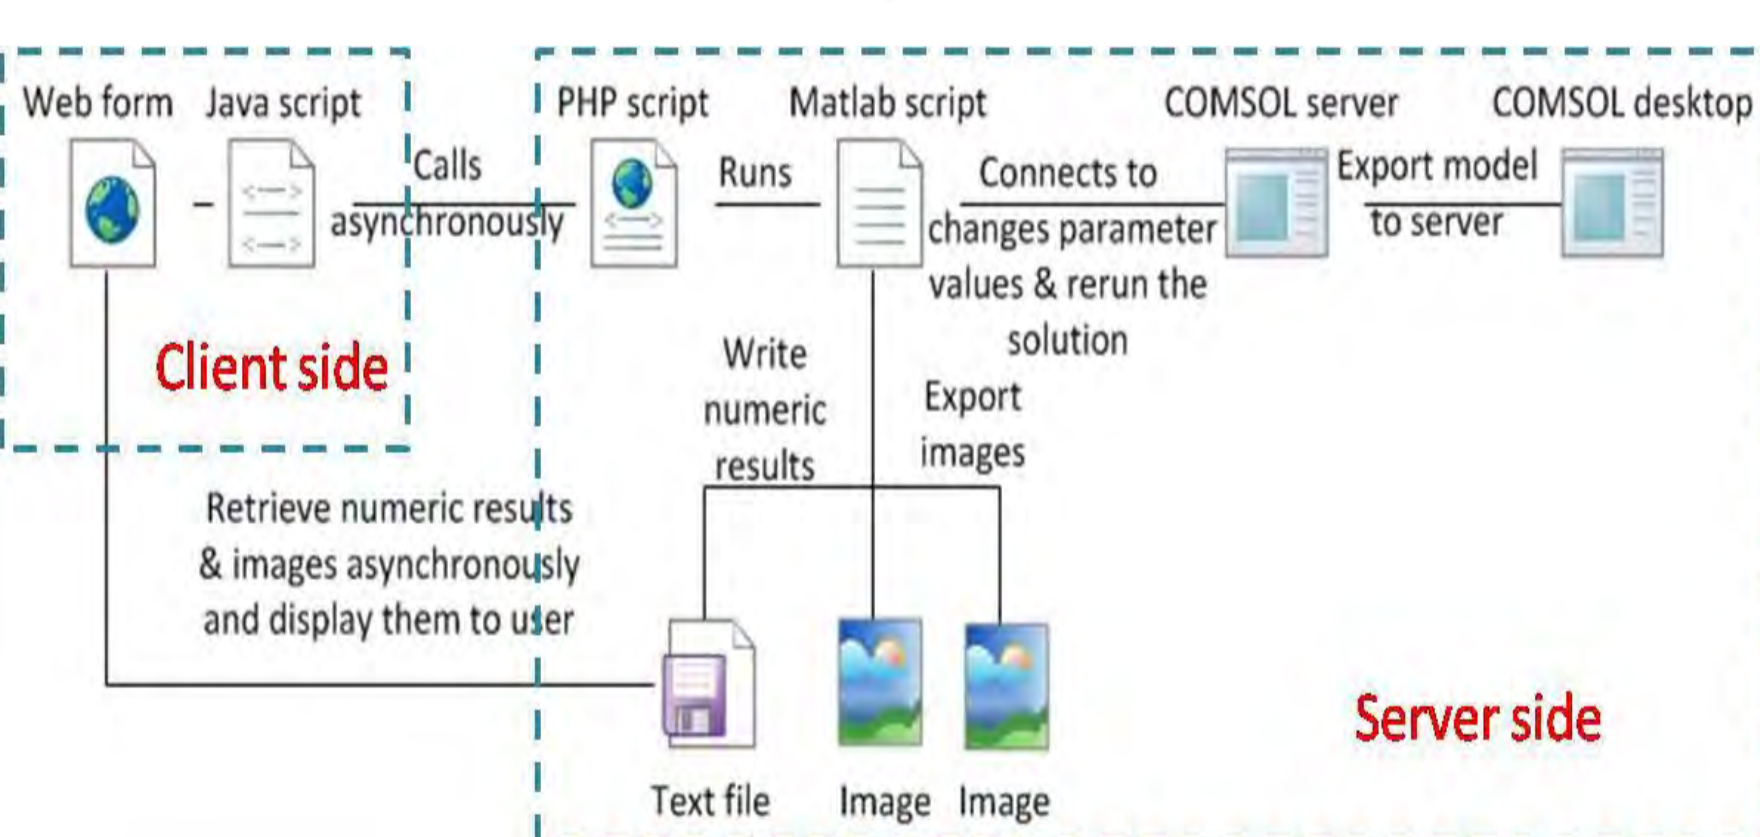 Web form
Java script
PHP script
Matlab script
COMSOL server
COMSOL desktop
Calls
asynchronously
Runs
Connects to
changes parameter
values & rerun the
solution
Export model
to server
Client side
Write
numeric
results
Export
images
Retrieve numeric results
& images asynchronously
and display them to user
Server side
Text file
Image
Image